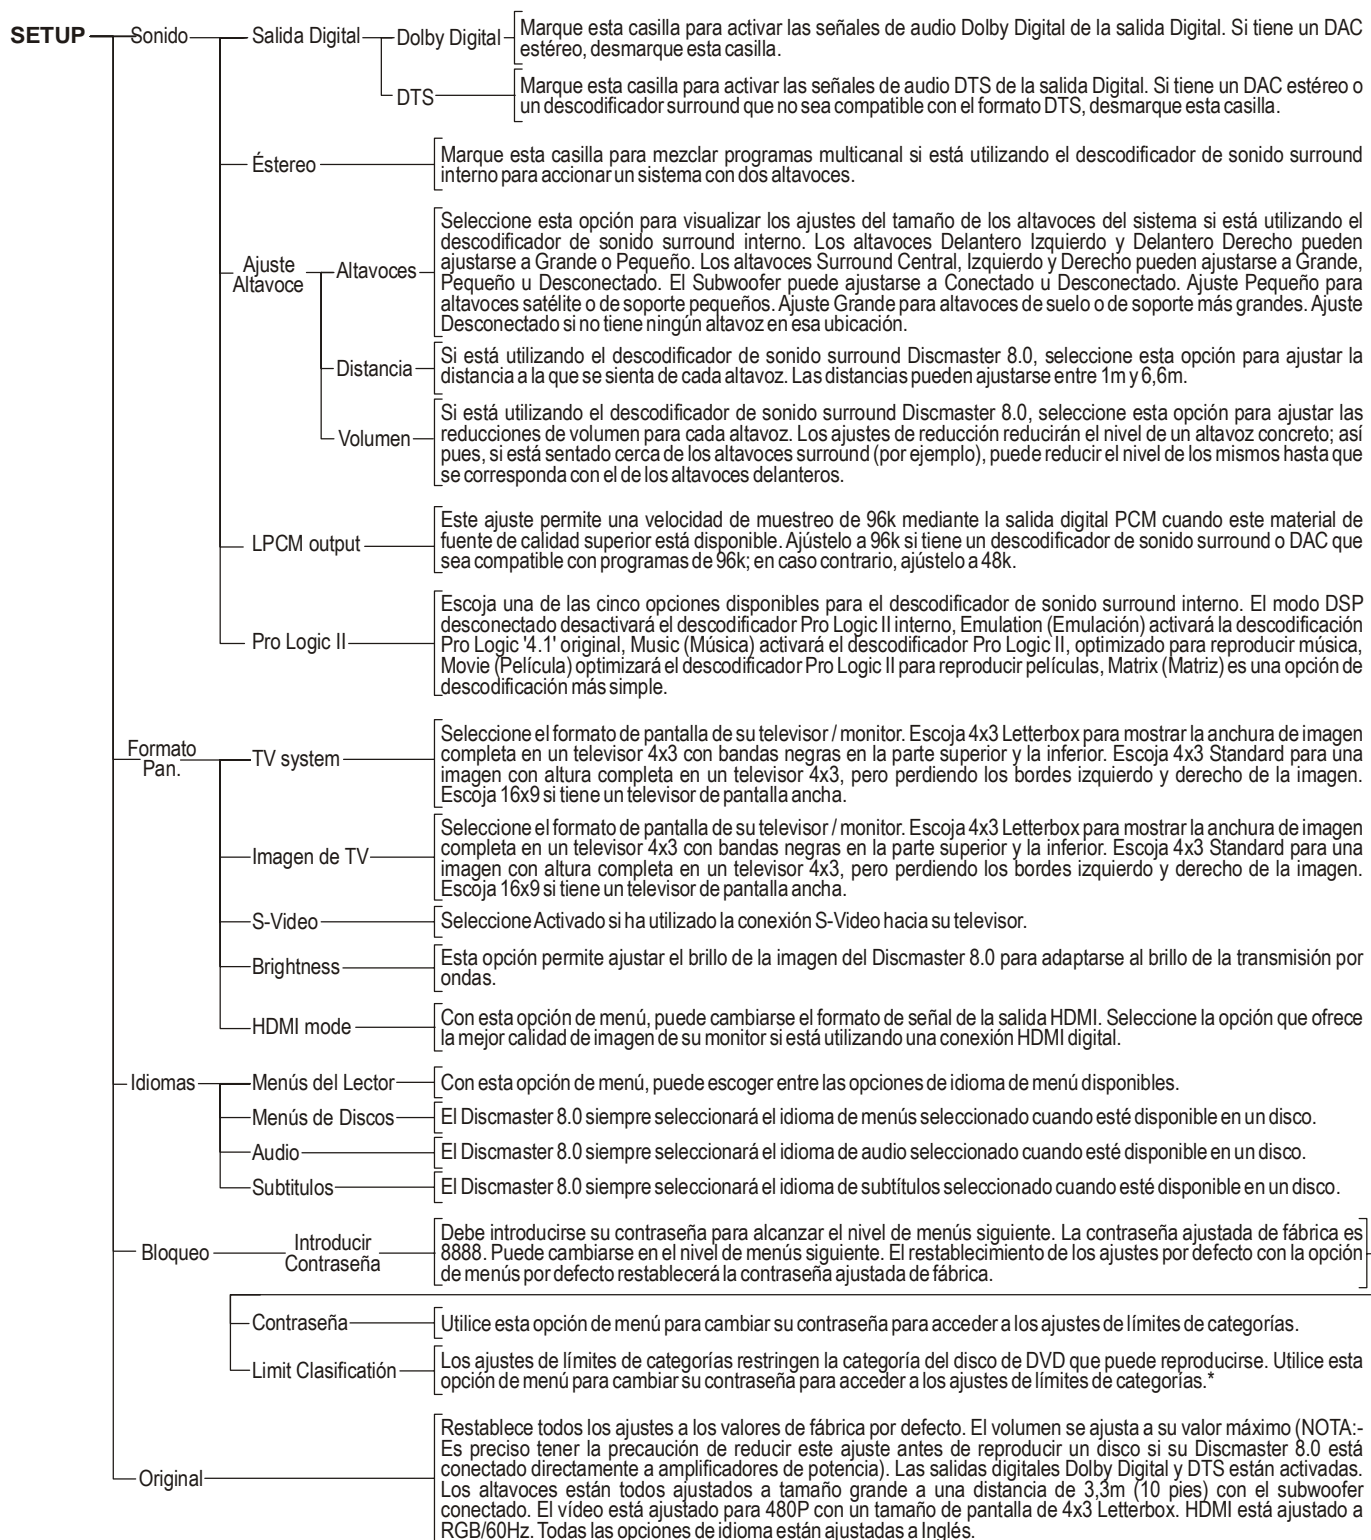 SETUP
Sonido
Salida Digital
Dolby Digital
Marque esta casilla para activar las señales de audio Dolby Digital de la salida Digital. Si tiene un DAC
estéreo, desmarque esta casilla.
DTS
Marque esta casilla para activar las señales de audio DTS de la salida Digital. Si tiene un DAC estéreo o
un descodificador surround que no sea compatible con el formato DTS, desmarque esta casilla.
Éstereo
Marque esta casilla para mezclar programas multicanal si está utilizando el descodificador de sonido surround
interno para accionar un sistema con dos altavoces.
Ajuste
Altavoce
Altavoces
Seleccione esta opción para visualizar los ajustes del tamaño de los altavoces del sistema si está utilizando el
descodificador de sonido surround interno. Los altavoces Delantero Izquierdo y Delantero Derecho pueden
ajustarse a Grande o Pequeño. Los altavoces Surround Central, Izquierdo y Derecho pueden ajustarse a Grande,
Pequeño u Desconectado. El Subwoofer puede ajustarse a Conectado u Desconectado. Ajuste Pequeño para
altavoces satélite o de soporte pequeños. Ajuste Grande para altavoces de suelo o de soporte más grandes. Ajuste
Desconectado si no tiene ningún altavoz en esa ubicación.
Distancia
Si está utilizando el descodificador de sonido surround Discmaster 8.0, seleccione esta opción para ajustar la
distancia a la que se sienta de cada altavoz. Las distancias pueden ajustarse entre 1m y 6,6m.
Volumen
Si está utilizando el descodificador de sonido surround Discmaster 8.0, seleccione esta opción para ajustar las
reducciones de volumen para cada altavoz. Los ajustes de reducción reducirán el nivel de un altavoz concreto; así
pues, si está sentado cerca de los altavoces surround (por ejemplo), puede reducir el nivel de los mismos hasta que
se corresponda con el de los altavoces delanteros.
LPCM output
Este ajuste permite una velocidad de muestreo de 96k mediante la salida digital PCM cuando este material de
fuente de calidad superior está disponible. Ajústelo a 96k si tiene un descodificador de sonido surround o DAC que
sea compatible con programas de 96k; en caso contrario, ajústelo a 48k.
Pro Logic II
Escoja una de las cinco opciones disponibles para el descodificador de sonido surround interno. El modo DSP
desconectado desactivará el descodificador Pro Logic II interno, Emulation (Emulación) activará la descodificación
Pro Logic '4.1' original, Music (Música) activará el descodificador Pro Logic II, optimizado para reproducir música,
Movie (Película) optimizará el descodificador Pro Logic II para reproducir películas, Matrix (Matriz) es una opción de
descodificación más simple.
Formato
Pan.
TV system
Seleccione el formato de pantalla de su televisor / monitor. Escoja 4x3 Letterbox para mostrar la anchura de imagen
completa en un televisor 4x3 con bandas negras en la parte superior y la inferior. Escoja 4x3 Standard para una
imagen con altura completa en un televisor 4x3, pero perdiendo los bordes izquierdo y derecho de la imagen.
Escoja 16x9 si tiene un televisor de pantalla ancha.
Imagen de TV
Seleccione el formato de pantalla de su televisor / monitor. Escoja 4x3 Letterbox para mostrar la anchura de imagen
completa en un televisor 4x3 con bandas negras en la parte superior y la inferior. Escoja 4x3 Standard para una
imagen con altura completa en un televisor 4x3, pero perdiendo los bordes izquierdo y derecho de la imagen.
Escoja 16x9 si tiene un televisor de pantalla ancha.
S-Video
Seleccione Activado si ha utilizado la conexión S-Video hacia su televisor.
Brightness
Esta opción permite ajustar el brillo de la imagen del Discmaster 8.0 para adaptarse al brillo de la transmisión por
ondas.
HDMI mode
Con esta opción de menú, puede cambiarse el formato de señal de la salida HDMI. Seleccione la opción que ofrece
la mejor calidad de imagen de su monitor si está utilizando una conexión HDMI digital.
Idiomas
Menús del Lector
Con esta opción de menú, puede escoger entre las opciones de idioma de menú disponibles.
Menús de Discos
El Discmaster 8.0 siempre seleccionará el idioma de menús seleccionado cuando esté disponible en un disco.
Audio
El Discmaster 8.0 siempre seleccionará el idioma de audio seleccionado cuando esté disponible en un disco.
Subtitulos
El Discmaster 8.0 siempre seleccionará el idioma de subtítulos seleccionado cuando esté disponible en un disco.
Bloqueo
Introducir
Contraseña
Debe introducirse su contraseña para alcanzar el nivel de menús siguiente. La contraseña ajustada de fábrica es
8888. Puede cambiarse en el nivel de menús siguiente. El restablecimiento de los ajustes por defecto con la opción
de menús por defecto restablecerá la contraseña ajustada de fábrica.
Contraseña
Utilice esta opción de menú para cambiar su contraseña para acceder a los ajustes de límites de categorías.
Limit Clasificatión
Los ajustes de límites de categorías restringen la categoría del disco de DVD que puede reproducirse. Utilice esta
opción de menú para cambiar su contraseña para acceder a los ajustes de límites de categorías.*
Original
Restablece todos los ajustes a los valores de fábrica por defecto. El volumen se ajusta a su valor máximo (NOTA:-
Es preciso tener la precaución de reducir este ajuste antes de reproducir un disco si su Discmaster 8.0 está
conectado directamente a amplificadores de potencia). Las salidas digitales Dolby Digital y DTS están activadas.
Los altavoces están todos ajustados a tamaño grande a una distancia de 3,3m (10 pies) con el subwoofer
conectado. El vídeo está ajustado para 480P con un tamaño de pantalla de 4x3 Letterbox. HDMI está ajustado a
RGB/60Hz. Todas las opciones de idioma están ajustadas a Inglés.